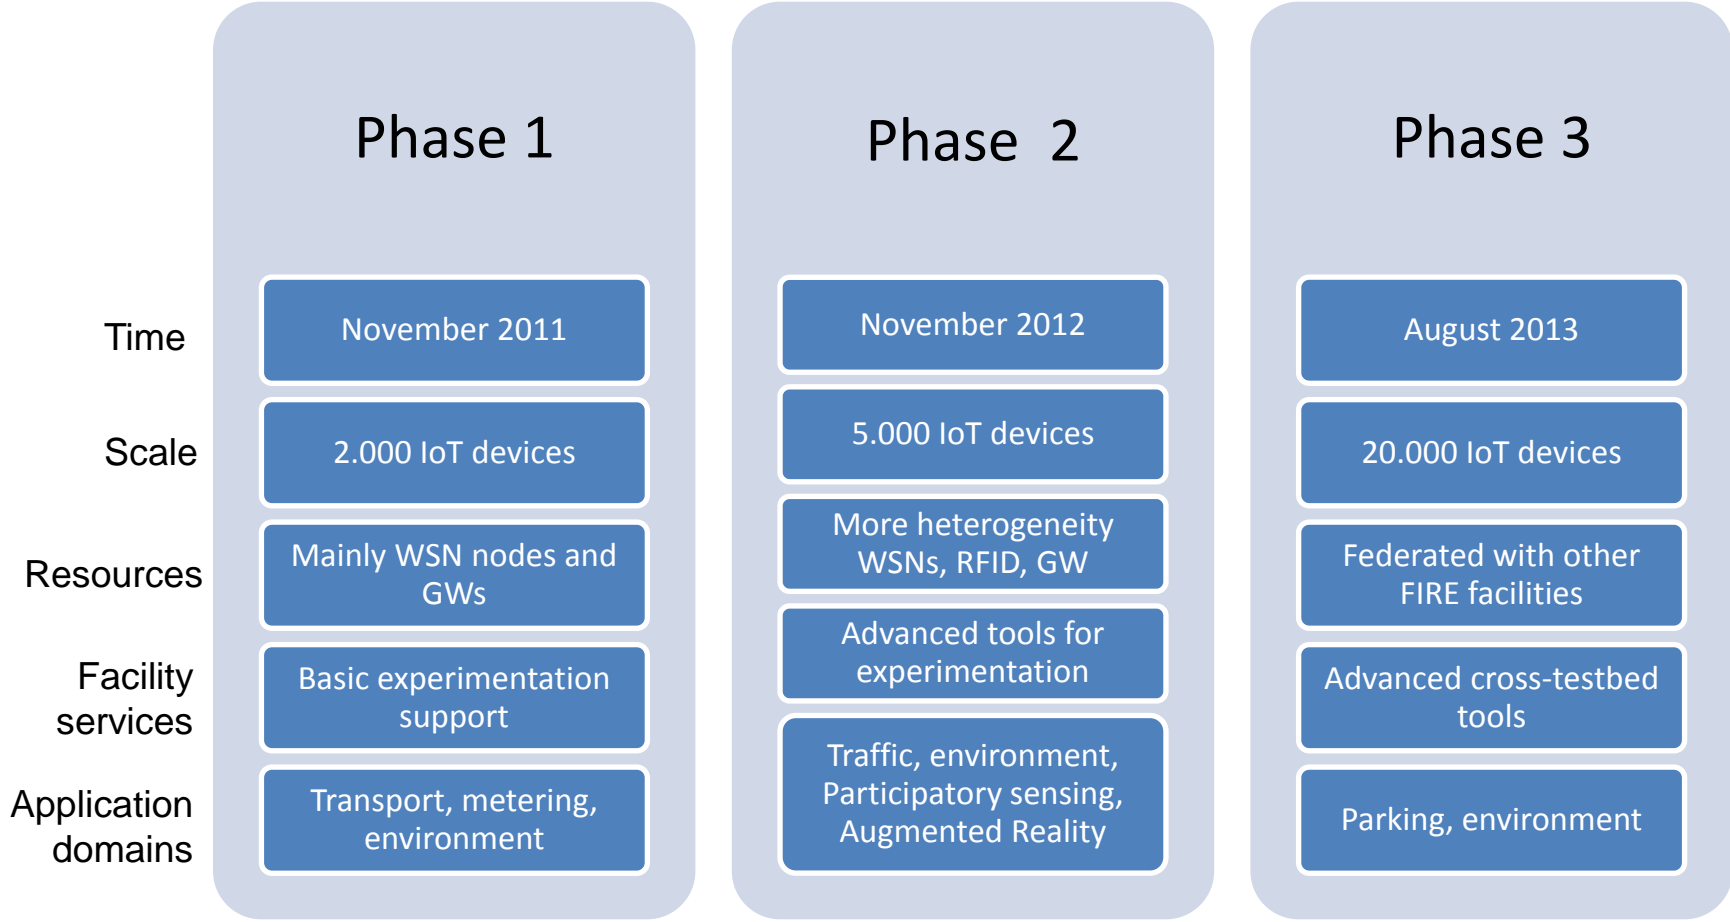 Phase 1
Phase 2
Phase 3
Time
November 2011
November 2012
August 2013
Scale
2.000 IoT devices
5.000 IoT devices
20.000 IoT devices
Resources
Mainly WSN nodes and
GWs
More heterogeneity
WSNs, RFID, GW
Federated with other
FIRE facilities
Facility
services
Basic experimentation
support
Advanced tools for
experimentation
Advanced cross-testbed
tools
Application
domains
Transport, metering,
environment
Traffic, environment,
Participatory sensing,
Augmented Reality
Parking, environment